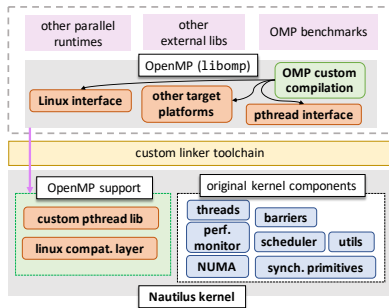 other parallel
runtimes
other
external libs
OMP benchmarks
OpenMP (libomp)
OMP custom
compilation
Linux interface
other target
platforms
pthread interface
custom linker toolchain
OpenMP support
original kernel components
custom pthread lib
linux compat. layer
threads
barriers
perf.
monitor
scheduler
utils
NUMA
synch. primitives
Nautilus kernel